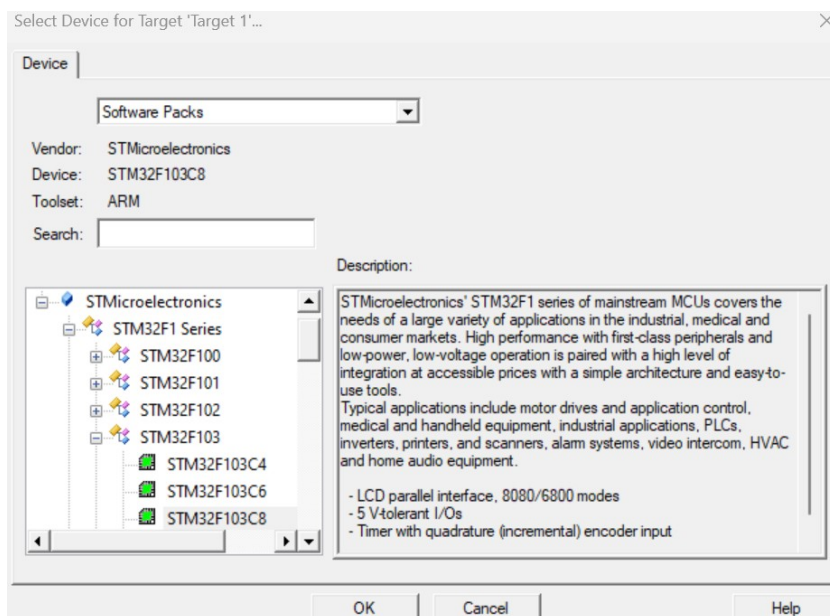 Select Device for Target 'Target 1'...
Device
Software Packs
Vendor: STMicroelectronics
Device: STM32F103C8
Toolset: ARM
Search:
Description:
STMicroelectronics
STM32F1 Series
STM32F100
STM32F101
STM32F102
STM32F103
STM32F103C4
STM32F103C6
STM32F103C8
STMicroelectronics' STM32F1 series of mainstream MCUs covers the
needs of a large variety of applications in the industrial, medical and
consumer markets. High performance with first-class peripherals and
low-power, low-voltage operation is paired with a high level of
integration at accessible prices with a simple architecture and easy-to-
use tools.
Typical applications include motor drives and application control,
medical and handheld equipment, industrial applications, PLCs,
inverters, printers, and scanners, alarm systems, video intercom, HVAC
and home audio equipment.
- LCD parallel interface, 8080/6800 modes
- 5 V-tolerant I/Os
- Timer with quadrature (incremental) encoder input
OK Cancel Help